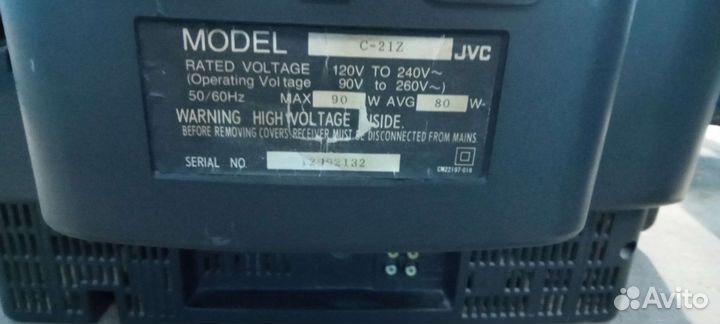 MODEL C-21Z JVC
RATED VOLTAGE 120V TO 240V~
(Operating Voltage 90V to 260V~)
50/60Hz MAX 90 W AVG 80 W
WARNING HIGH VOLTAGE INSIDE.
BEFORE REMOVING COVERS, RECEIVER MUST BE DISCONNECTED FROM MAINS
SERIAL NO. 12492132
CM22197-016
Avito